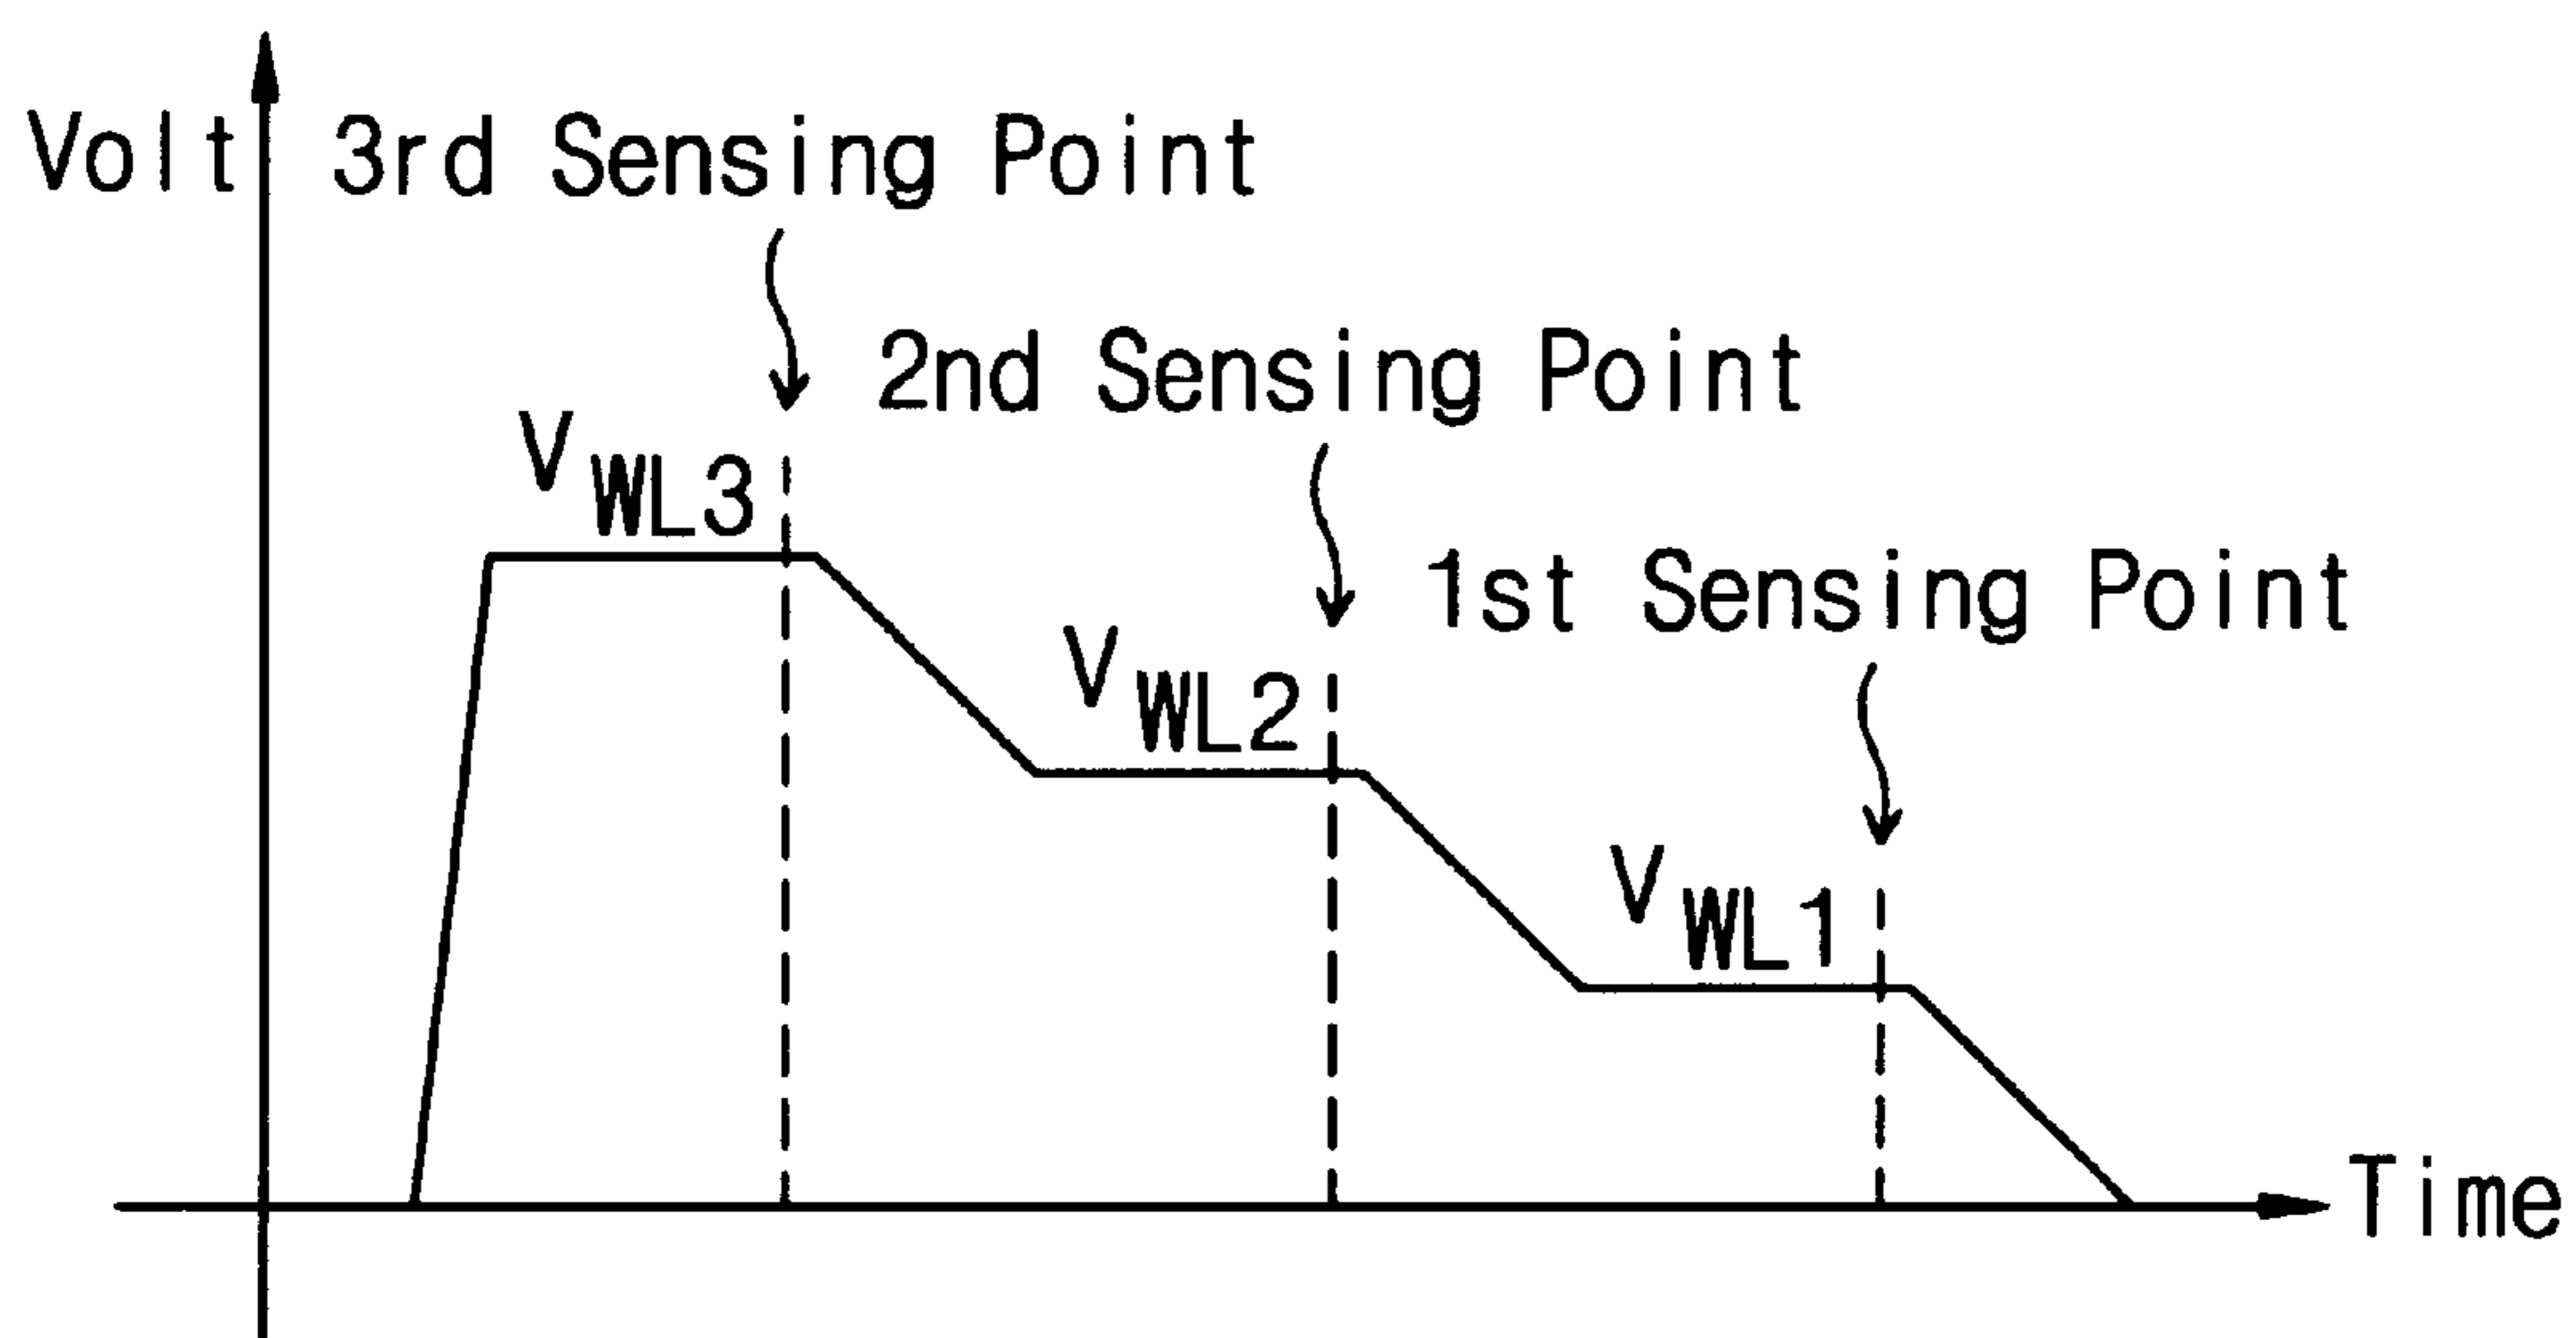 Volt
3rd Sensing Point
2nd Sensing Point
VWL3
1st Sensing Point
VWL2
VWL1
Time